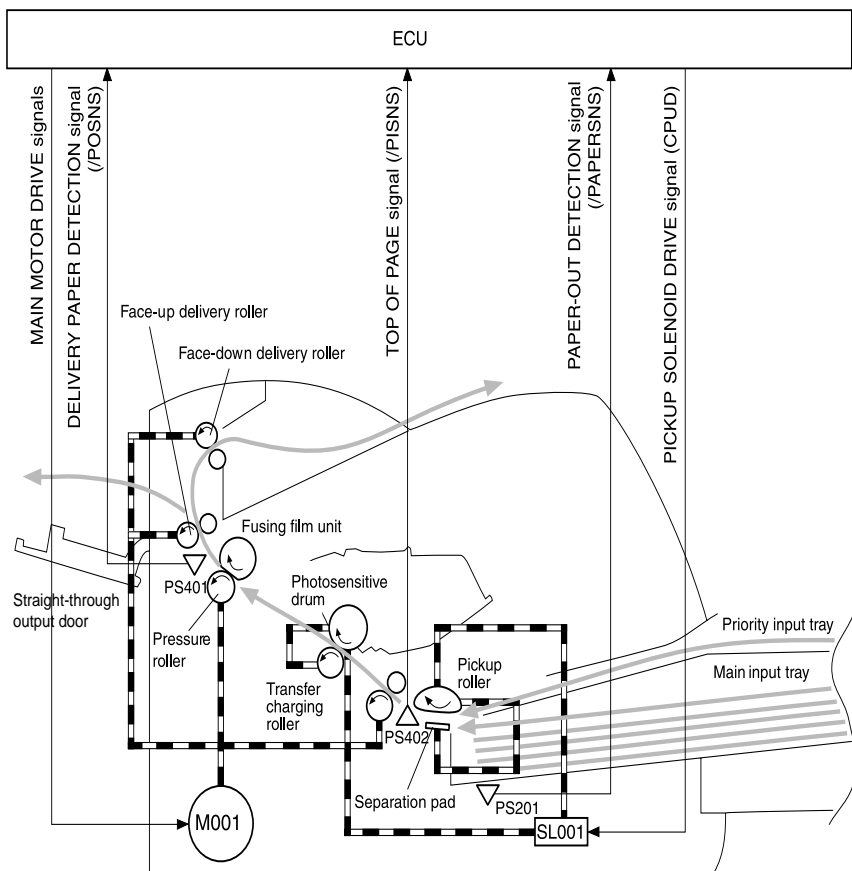 ECU
MAIN MOTOR DRIVE signals
DELIVERY PAPER DETECTION signal
(/POSNS)
TOP OF PAGE signal (/PISNS)
PAPER-OUT DETECTION signal
(/PAPERSNS)
PICKUP SOLENOID DRIVE signal (CPUD)
Face-up delivery roller
Face-down delivery roller
Fusing film unit
PS401
Straight-through
output door
Pressure
roller
Photosensitive
drum
Transfer
charging
roller
Pickup
roller
PS402
Separation pad
PS201
Priority input tray
Main input tray
M001
SL001